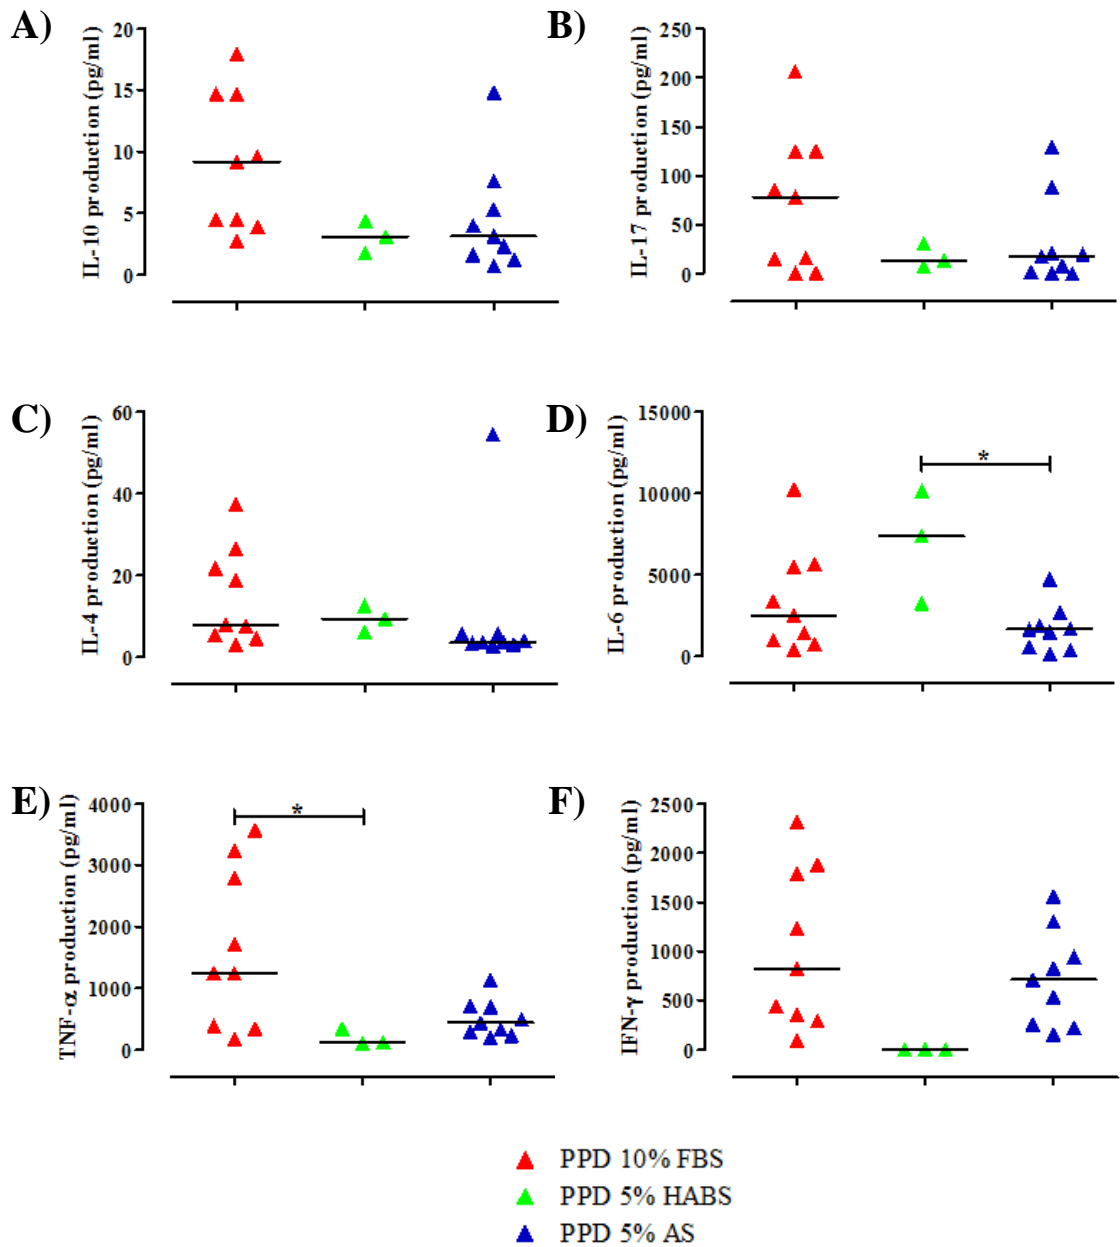 A)
IL-10 production (pg/ml)
20
15
10
5
0
B)
IL-17 production (pg/ml)
250
200
150
100
50
0
C)
IL-4 production (pg/ml)
60
40
20
0
D)
IL-6 production (pg/ml)
15000
10000
5000
0
*
E)
TNF-α production (pg/ml)
4000
3000
2000
1000
0
*
F)
IFN-γ production (pg/ml)
2500
2000
1500
1000
500
0
PPD 10% FBS
PPD 5% HABS
PPD 5% AS